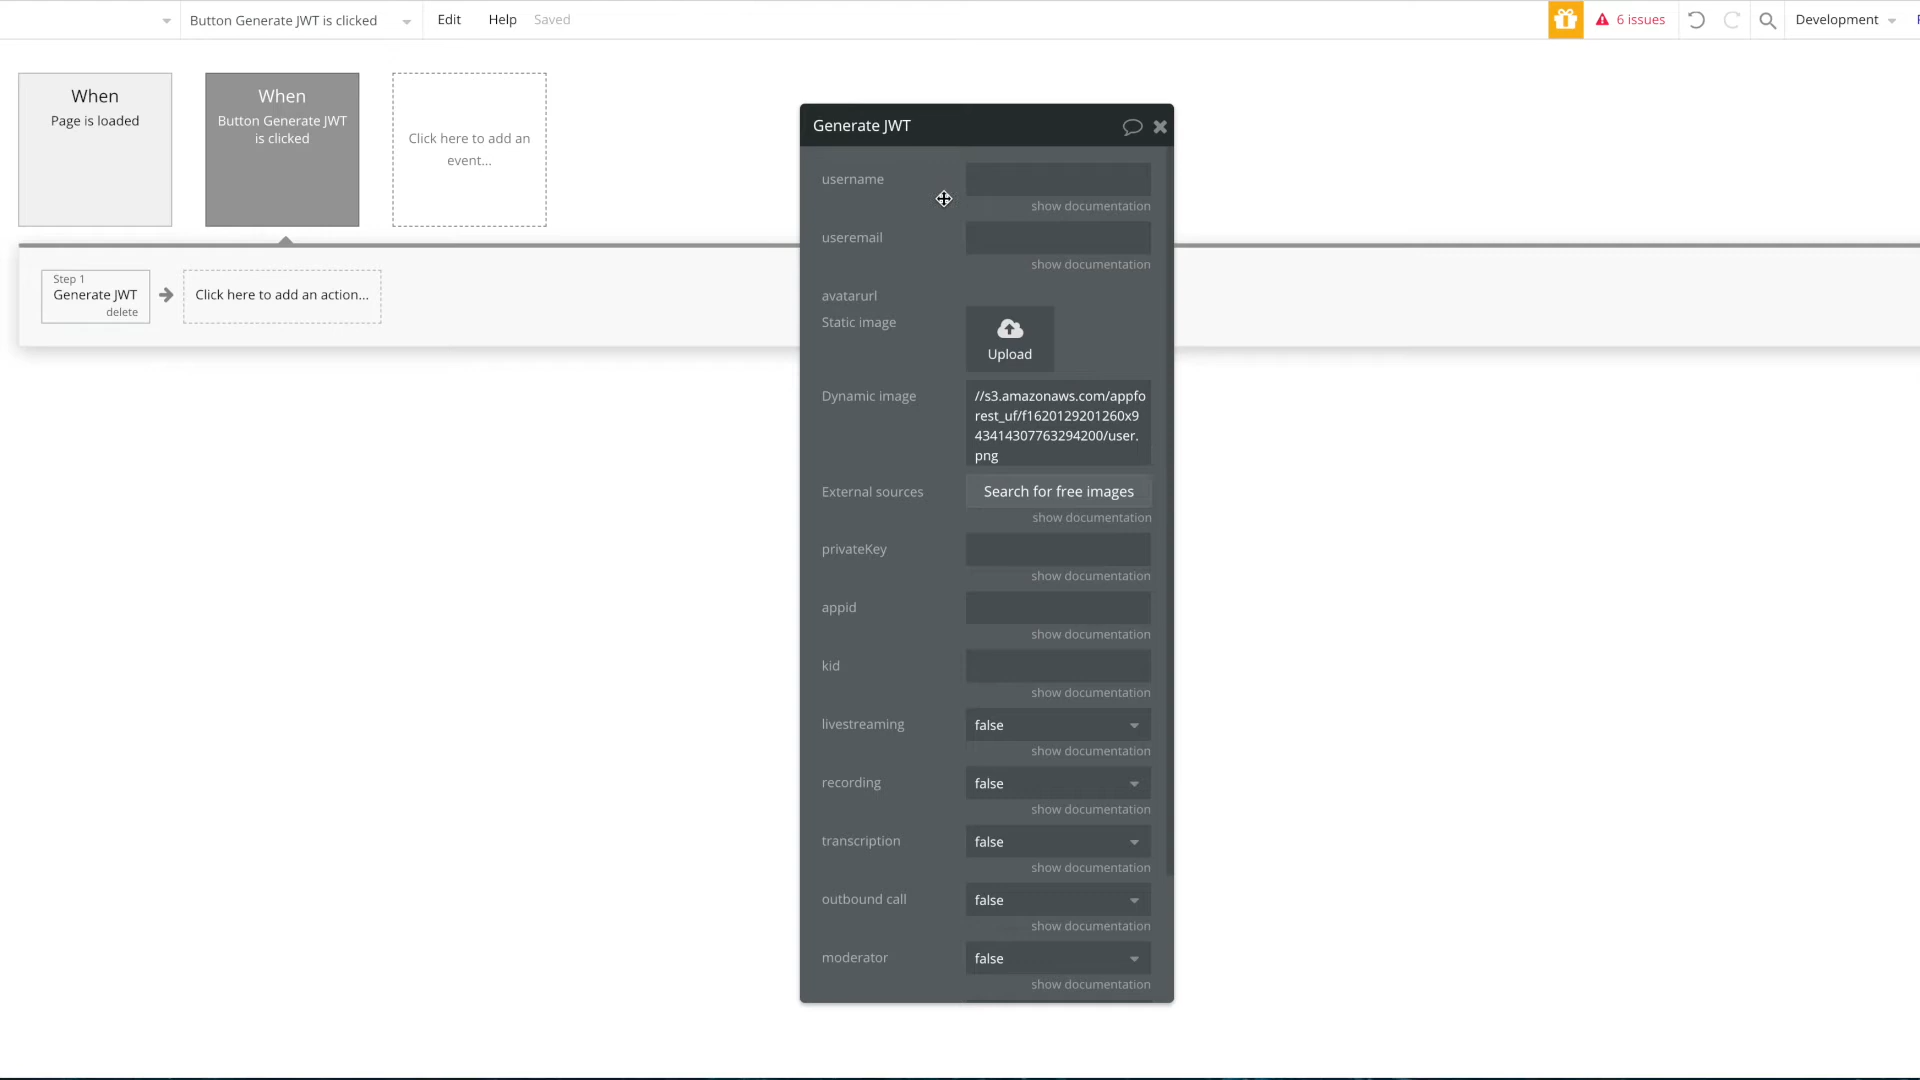 Button Generate JWT is clicked
Edit
Help
Saved
6 issues
Development
When
Page is loaded
When
Button Generate JWT
is clicked
Click here to add an
event...
Step 1
Generate JWT
delete
Click here to add an action...
Generate JWT
username
show documentation
useremail
show documentation
avatarurl
Static image
Upload
Dynamic image
//s3.amazonaws.com/appfo
rest_uf/f1620129201260x9
43414307763294200/user.
png
External sources
Search for free images
show documentation
privateKey
show documentation
appid
show documentation
kid
show documentation
livestreaming
false
show documentation
recording
false
show documentation
transcription
false
show documentation
outbound call
false
show documentation
moderator
false
show documentation